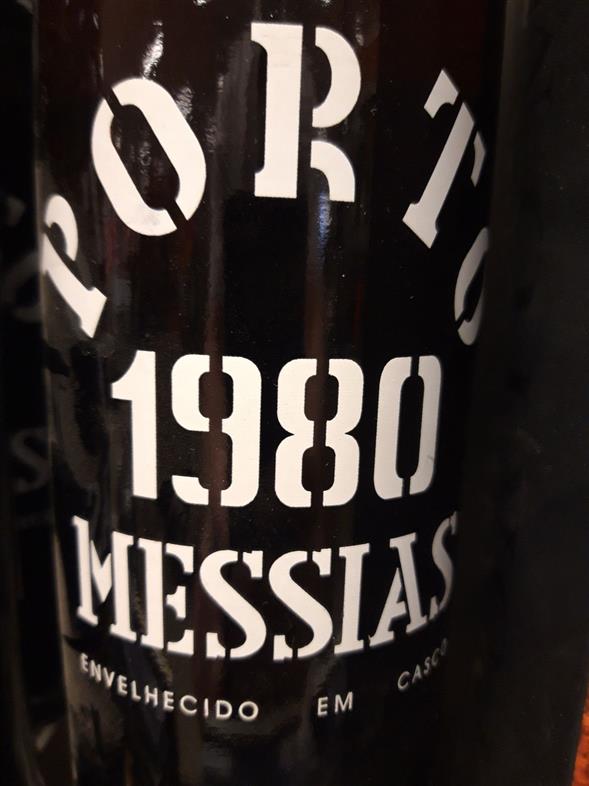 PORTO
1980
MESSIAS
ENVELHECIDO EM CASCO